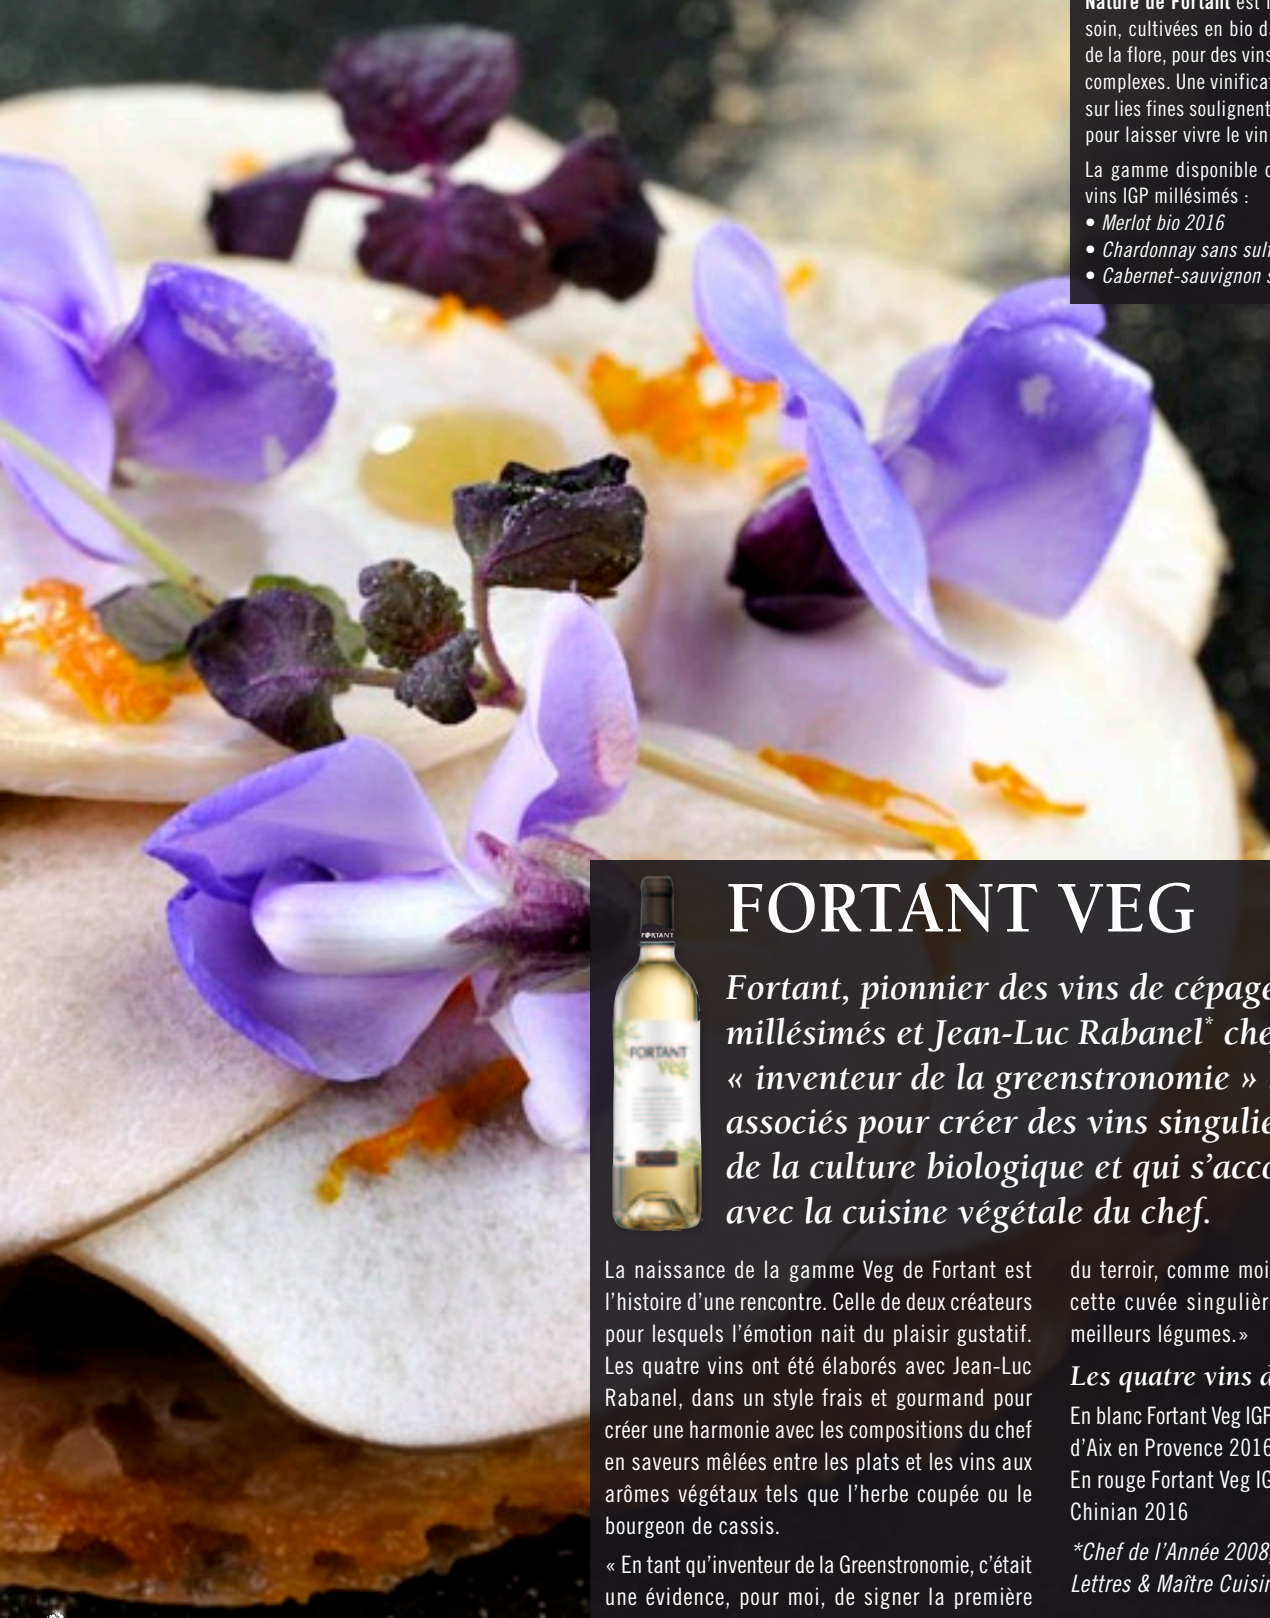 Nature de Fortant est
soin, cultivées en bio
de la flore, pour des vins
complexes. Une
sur lies fines soulignent
pour laisser vivre le vin
La gamme disponible
vins IGP millésimés :
• Merlot bio 2016
• Chardonnay sans
• Cabernet-sauvignon
FORTANT
FORTANT
veg
FORTANT VEG
Fortant, pionnier des vins de
millésimés et Jean-Luc Rabanel*
« inventeur de la greenstronomie »
associés pour créer des vins
de la culture biologique et qui
avec la cuisine végétale du chef.
La naissance de la gamme Veg de Fortant est
l’histoire d’une rencontre. Celle de deux créateurs
pour lesquels l’émotion nait du plaisir gustatif.
Les quatre vins ont été élaborés avec Jean-Luc
Rabanel, dans un style frais et gourmand pour
créer une harmonie avec les compositions du chef
en saveurs mêlées entre les plats et les vins aux
arômes végétaux tels que l’herbe coupée ou le
bourgeon de cassis.
« En tant qu’inventeur de la Greenstronomie, c’était
une évidence, pour moi, de signer la première
du terroir, comme moi
cette cuvée
meilleurs légumes.»
Les quatre vins
En blanc Fortant Veg IGP
d’Aix en Provence 2016
En rouge Fortant Veg
Chinian 2016
*Chef de l’Année 2008,
Lettres & Maître